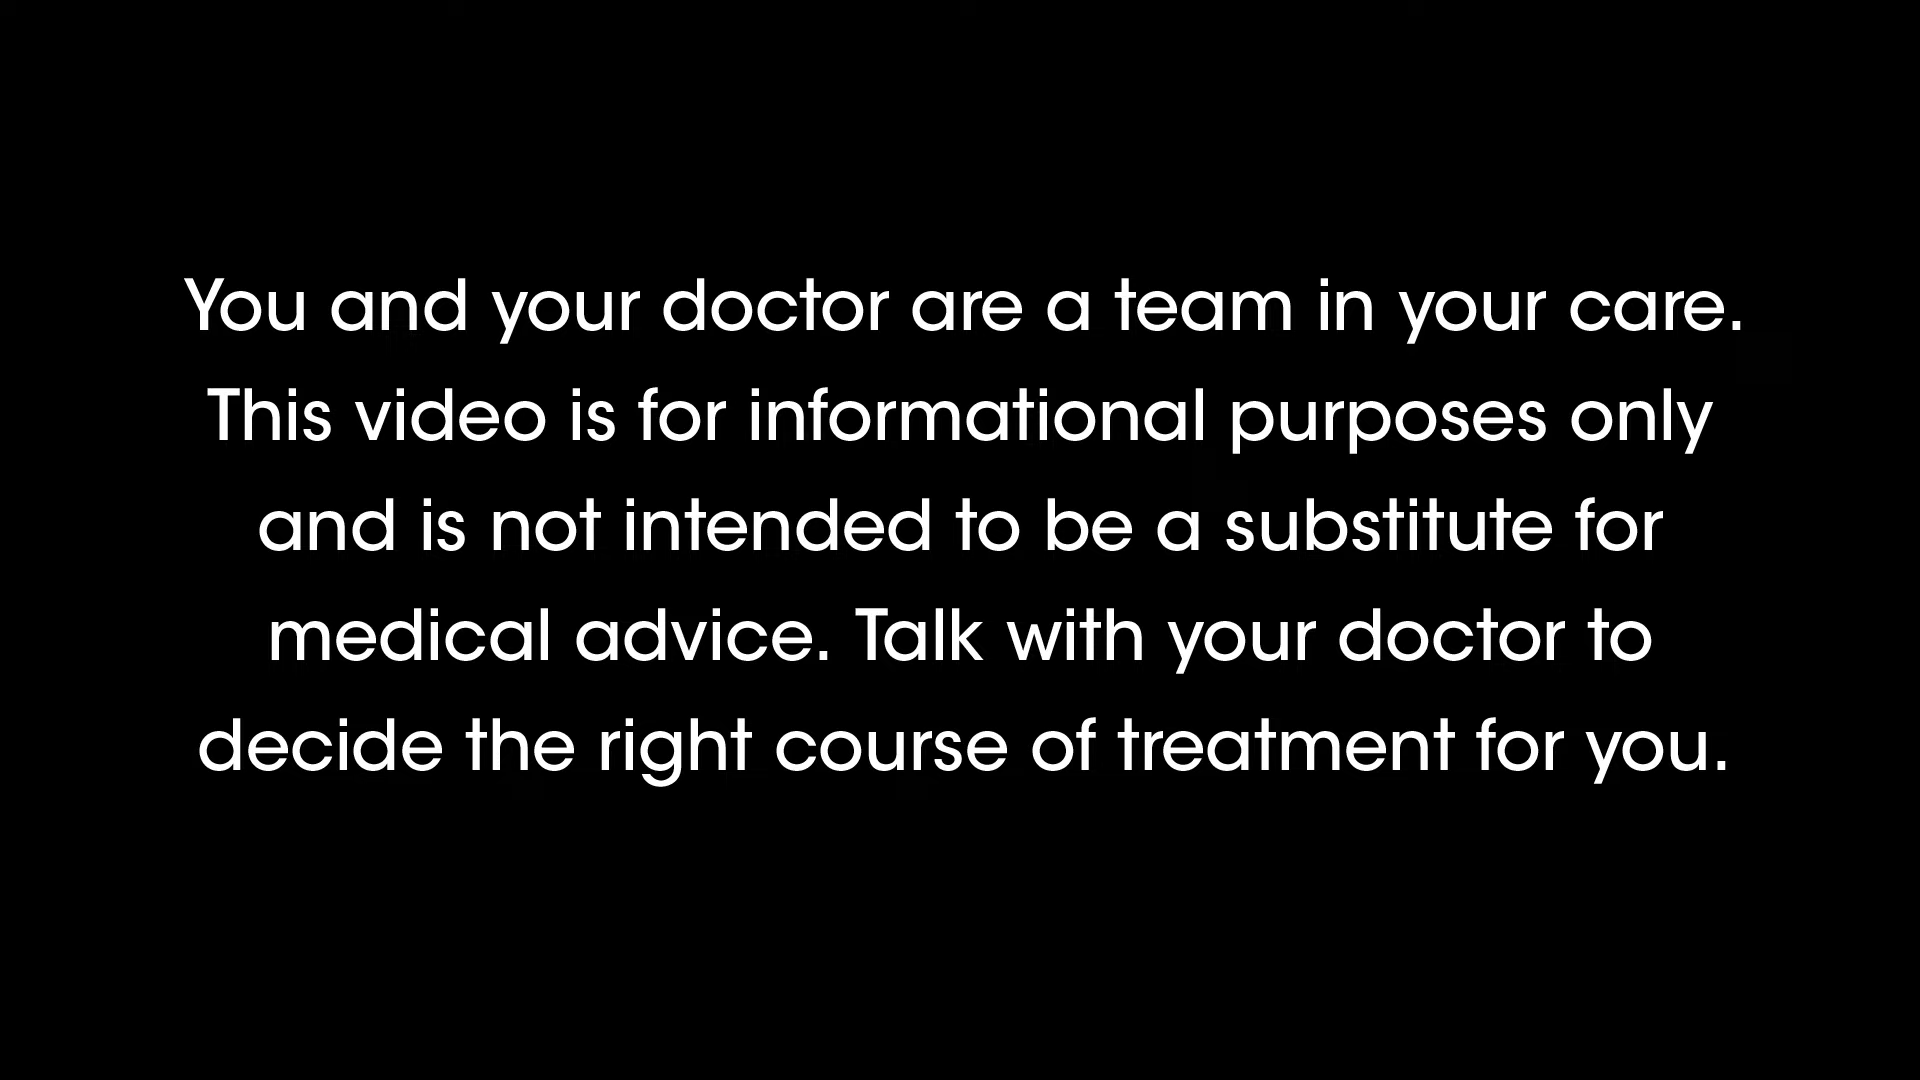 You and your doctor are a team in your care.
This video is for informational purposes only
and is not intended to be a substitute for
medical advice. Talk with your doctor to
decide the right course of treatment for you.